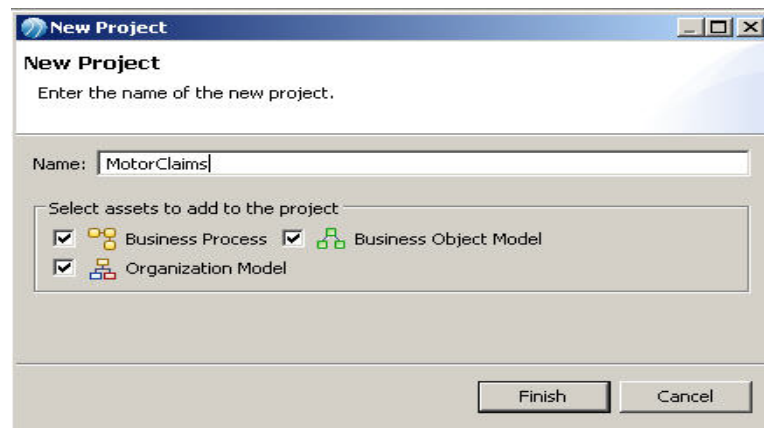 New Project
New Project
Enter the name of the new project.
Name: MotorClaims
Select assets to add to the project
Business Process Business Object Model
Organization Model
Finish Cancel